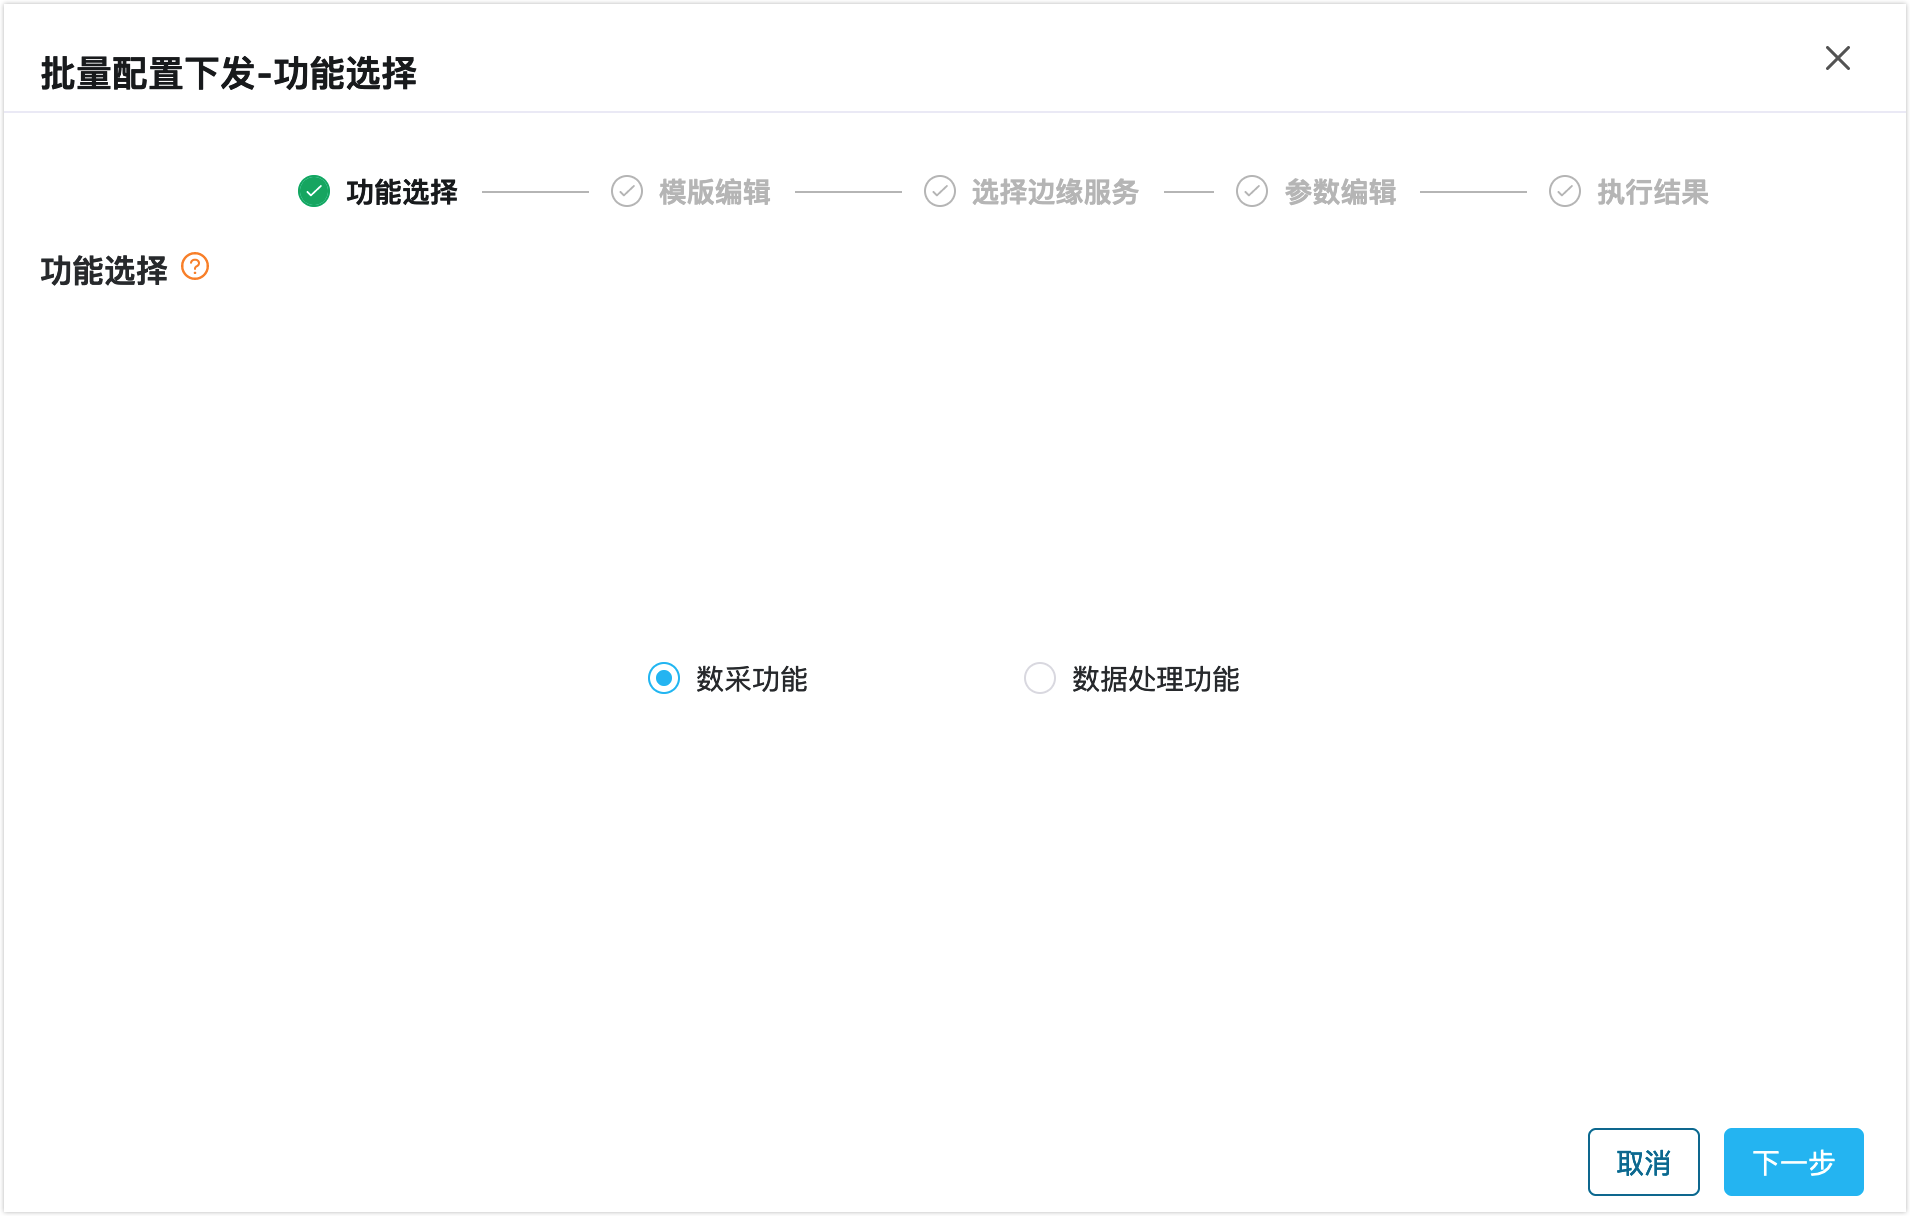 批量配置下发-功能选择
功能选择 模版编辑 选择边缘服务 参数编辑 执行结果
功能选择 ?
数采功能 数据处理功能
取消 下一步